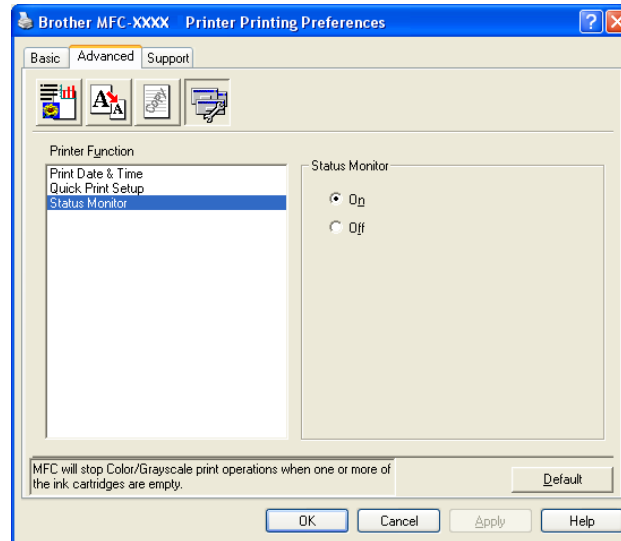 Brother MFC-XXXX Printer Printing Preferences
Basic
Advanced
Support
Printer Function
Print Date & Time
Quick Print Setup
Status Monitor
Status Monitor
On
Off
MFC will stop Color/Grayscale print operations when one or more of
the ink cartridges are empty.
Default
OK
Cancel
Apply
Help